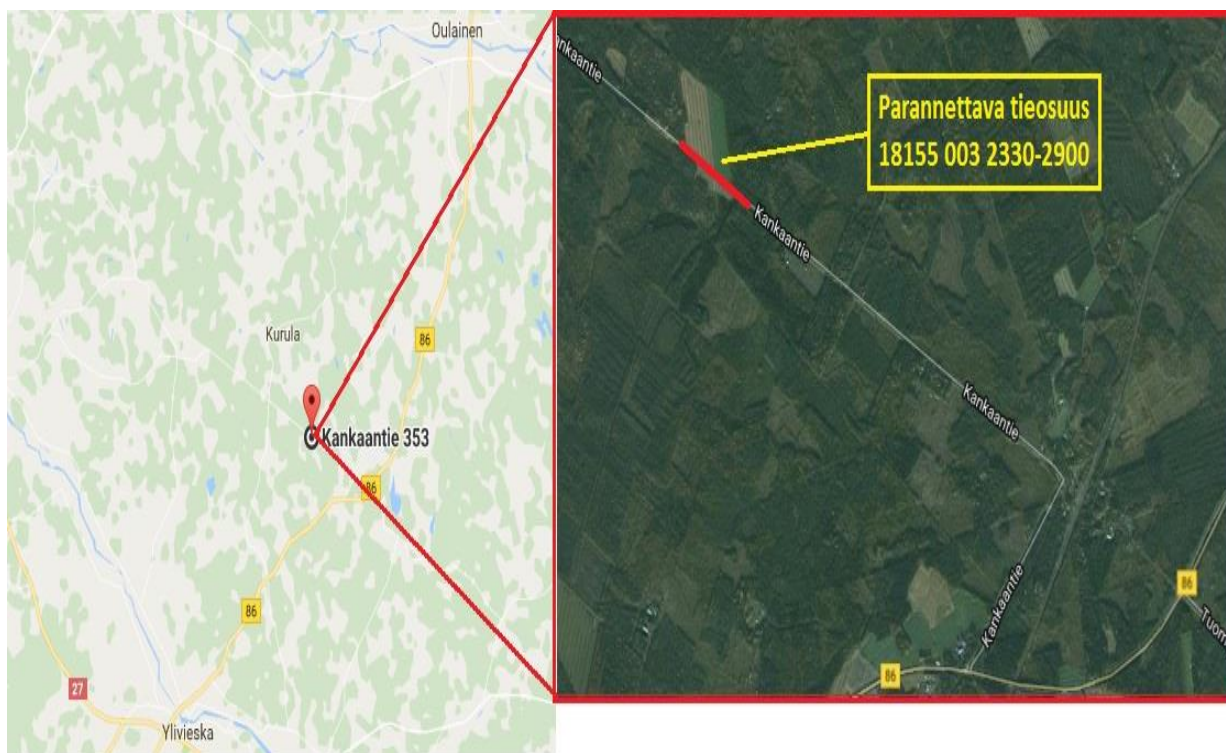 Oulainen
86
Kurula
Kankaantie 353
86
86
27
Ylivieska
Kankaantie
Parannettava tieosuus
18155 003 2330-2900
Kankaantie
Kankaantie
Kankaantie
86
86
Tuom